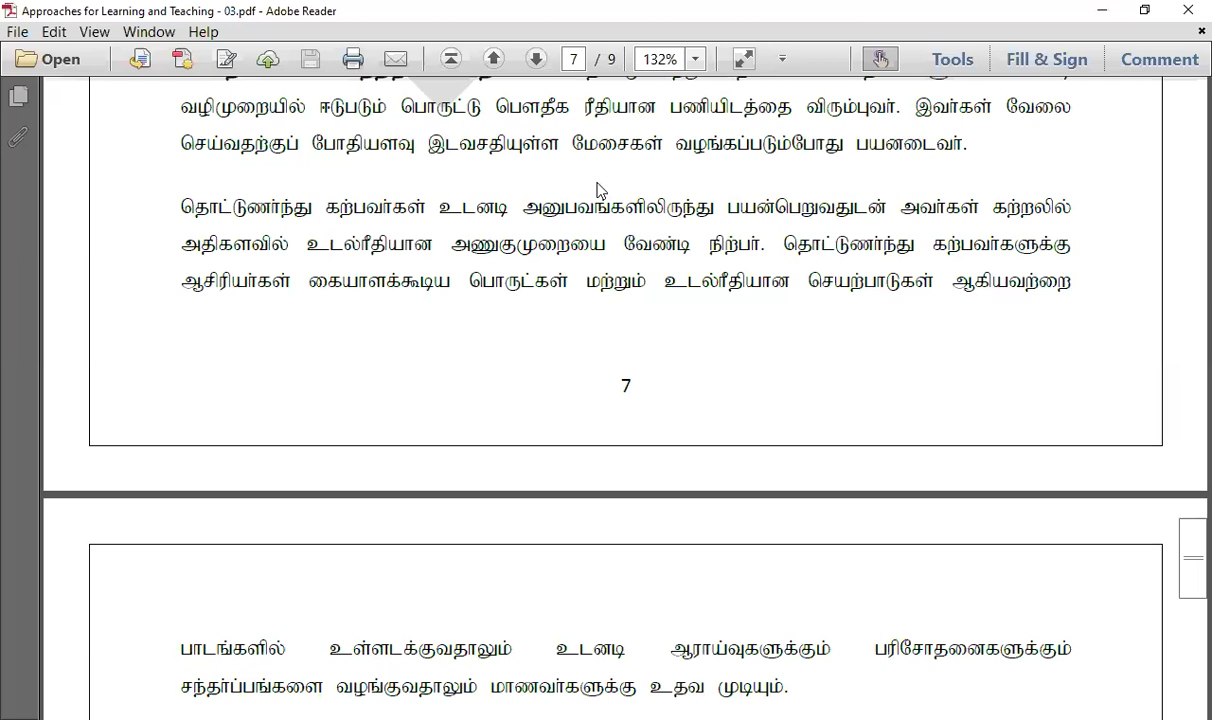 Approaches for Learning and Teaching - 03.pdf - Adobe Reader
File Edit View Window Help
Open 7 / 9 132% Tools Fill & Sign Comment
வழிமுறையில் ஈடுபடும் பொருட்டு பௌதீக ரீதியான பணியிடத்தை விரும்புவர். இவர்கள் வேலை
செய்வதற்குப் போதியளவு இடவசதியுள்ள மேசைகள் வழங்கப்படும்போது பயனடைவர்.
தொட்டுணர்ந்து கற்பவர்கள் உடனடி அனுபவங்களிலிருந்து பயன்பெறுவதுடன் அவர்கள் கற்றலில்
அதிகளவில் உடல்ரீதியான அணுகுமுறையை வேண்டி நிற்பர். தொட்டுணர்ந்து கற்பவர்களுக்கு
ஆசிரியர்கள் கையாளக்கூடிய பொருட்கள் மற்றும் உடல்ரீதியான செயற்பாடுகள் ஆகியவற்றை
7
பாடங்களில் உள்ளடக்குவதாலும் உடனடி ஆராய்வுகளுக்கும் பரிசோதனைகளுக்கும்
சந்தர்ப்பங்களை வழங்குவதாலும் மாணவர்களுக்கு உதவ முடியும்.